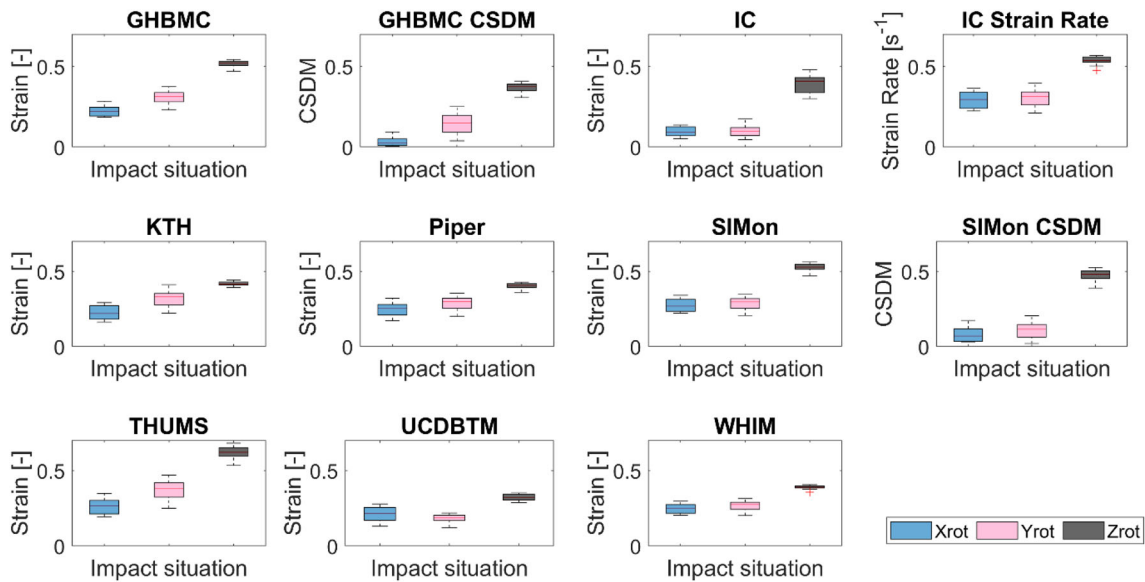 GHBMC
Strain [-]
0.5
0
Impact situation
GHBMC CSDM
CSDM
0.5
0
Impact situation
IC
Strain [-]
0.5
0
Impact situation
IC Strain Rate
Strain Rate [s⁻¹]
0.5
0
Impact situation
KTH
Strain [-]
0.5
0
Impact situation
Piper
Strain [-]
0.5
0
Impact situation
SIMon
Strain [-]
0.5
0
Impact situation
SIMon CSDM
CSDM
0.5
0
Impact situation
THUMS
Strain [-]
0.5
0
Impact situation
UCDBTM
Strain [-]
0.5
0
Impact situation
WHIM
Strain [-]
0.5
0
Impact situation
Xrot Yrot Zrot